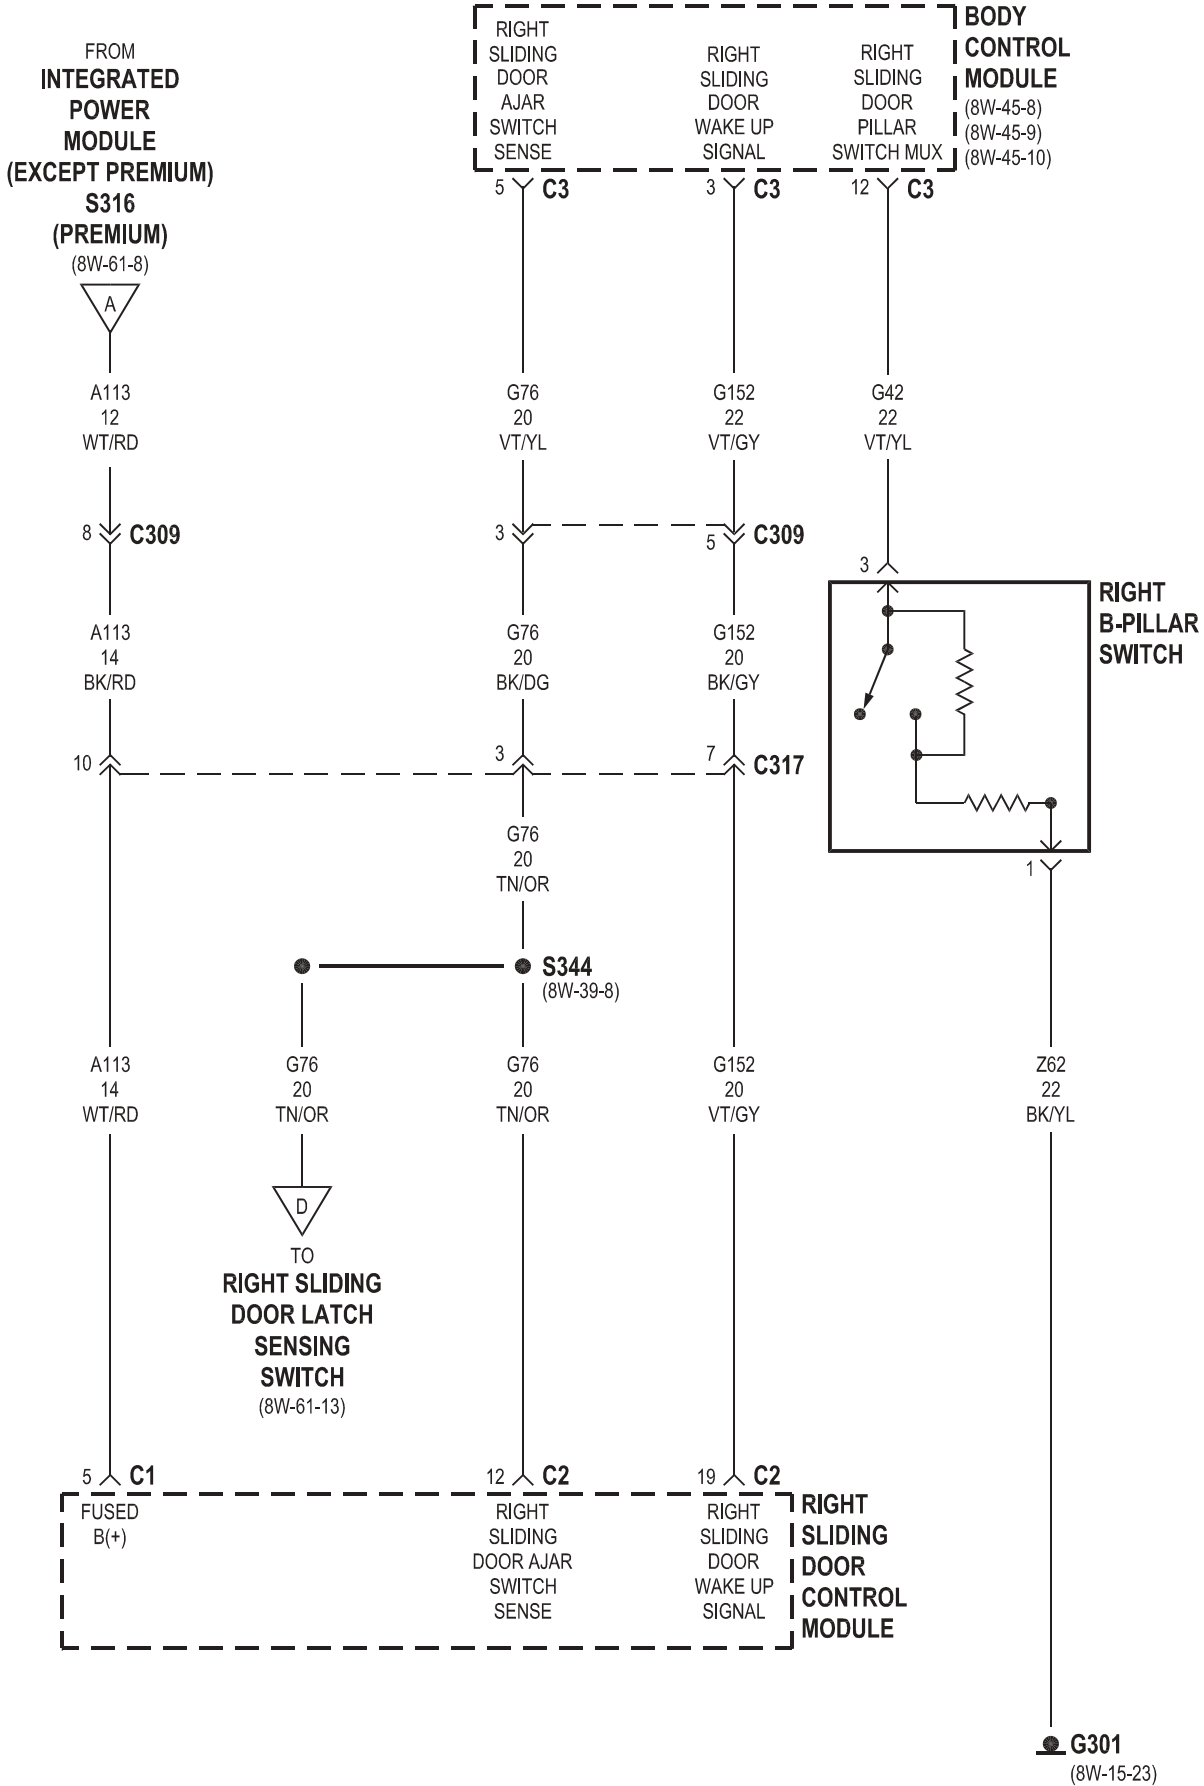 FROM
INTEGRATED
POWER
MODULE
(EXCEPT PREMIUM)
S316
(PREMIUM)
(8W-61-8)
A
RIGHT
SLIDING
DOOR
AJAR
SWITCH
SENSE
RIGHT
SLIDING
DOOR
WAKE UP
SIGNAL
RIGHT
SLIDING
DOOR
PILLAR
SWITCH MUX
BODY
CONTROL
MODULE
(8W-45-8)
(8W-45-9)
(8W-45-10)
5 C3
3 C3
12 C3
A113
12
WT/RD
G76
20
VT/YL
G152
22
VT/GY
G42
22
VT/YL
8 C309
3
5 C309
3
RIGHT
B-PILLAR
SWITCH
A113
14
BK/RD
G76
20
BK/DG
G152
20
BK/GY
10
3
7 C317
1
G76
20
TN/OR
S344
(8W-39-8)
A113
14
WT/RD
G76
20
TN/OR
G76
20
TN/OR
G152
20
VT/GY
Z62
22
BK/YL
D
TO
RIGHT SLIDING
DOOR LATCH
SENSING
SWITCH
(8W-61-13)
5 C1
12 C2
19 C2
FUSED
B(+)
RIGHT
SLIDING
DOOR AJAR
SWITCH
SENSE
RIGHT
SLIDING
DOOR
WAKE UP
SIGNAL
RIGHT
SLIDING
DOOR
CONTROL
MODULE
G301
(8W-15-23)